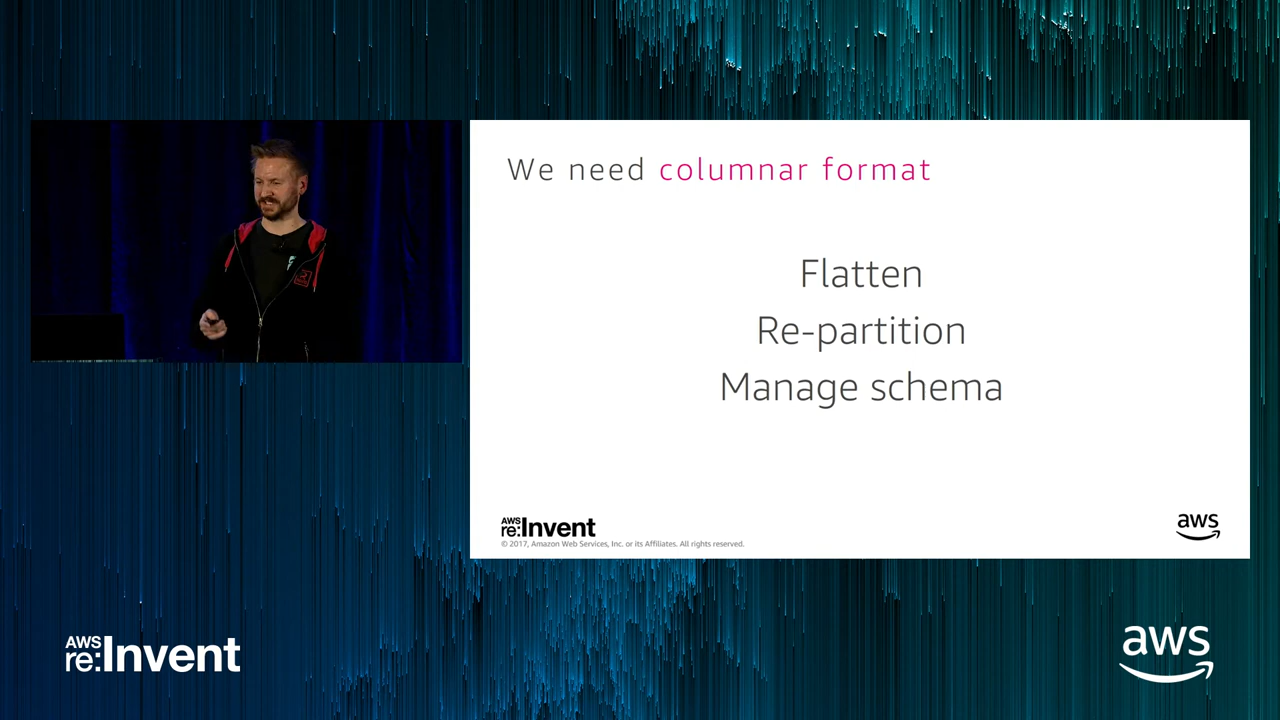 We need columnar format
Flatten
Re-partition
Manage schema
AWS
re:Invent
© 2017, Amazon Web Services, Inc. or its Affiliates. All rights reserved.
aws
AWS
re:Invent
aws